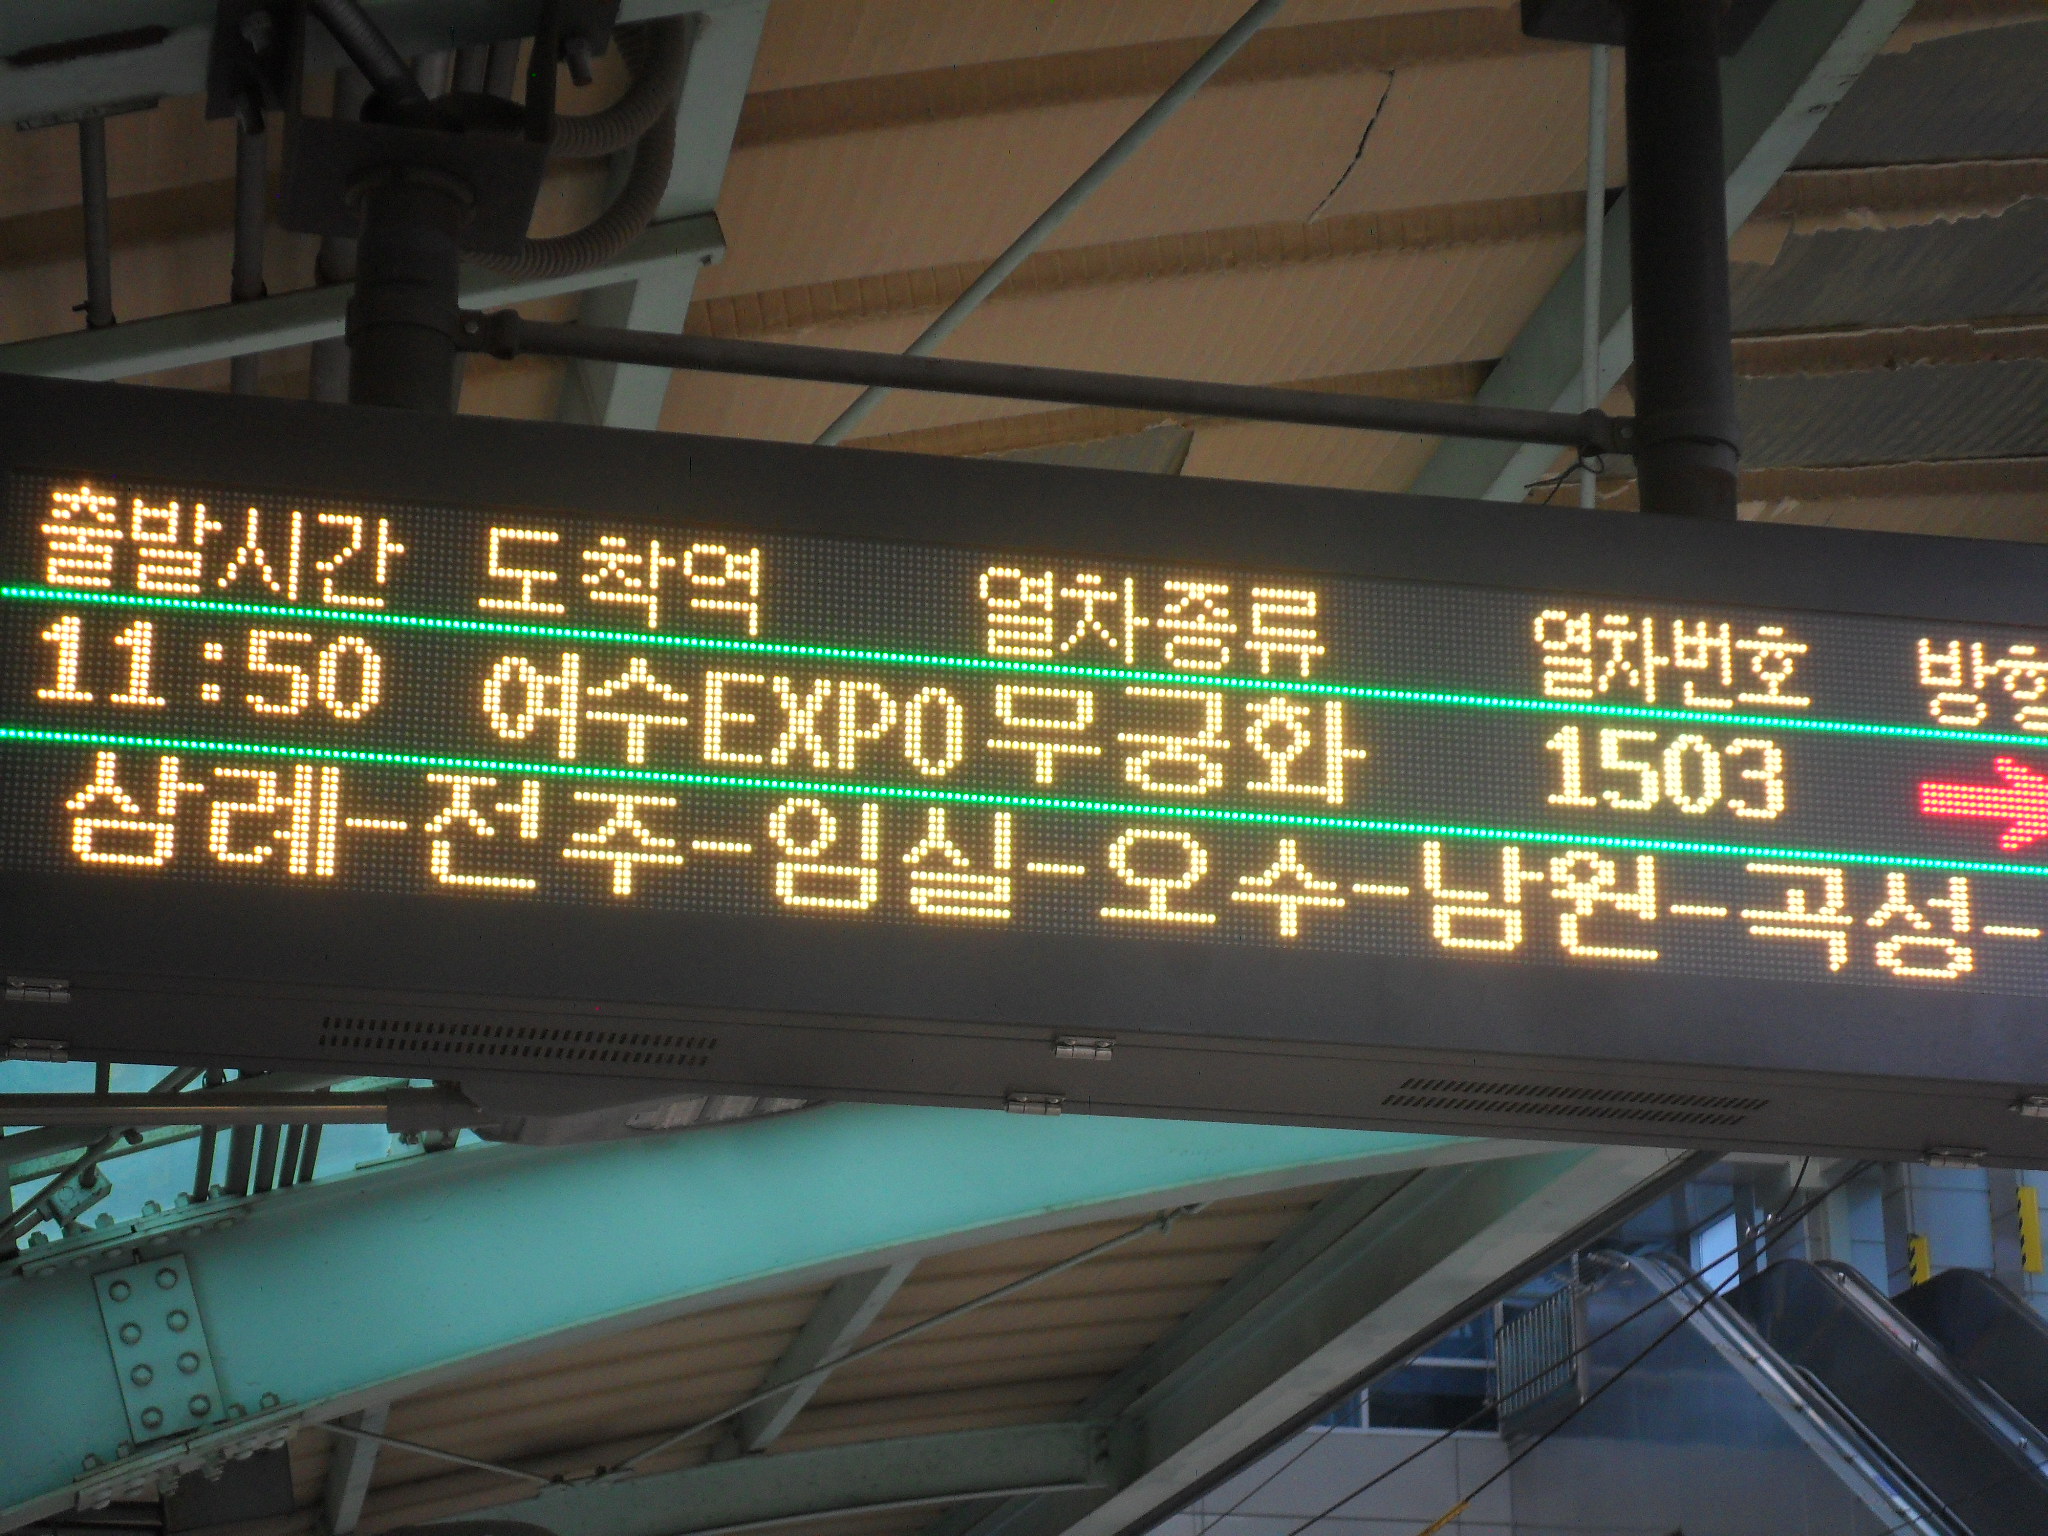 출발시간 도착역 열차종류 열차번호 방향
11:50 여수EXPO 무궁화 1503 →
삼례-전주-임실-오수-남원-곡성-